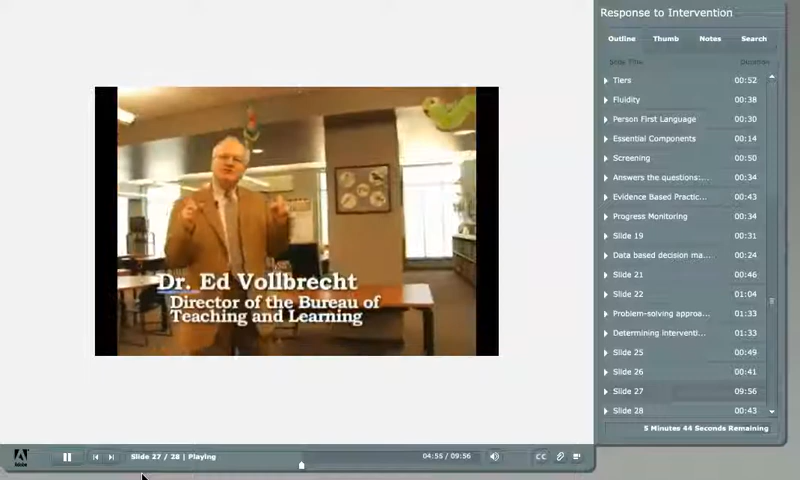 Response to Intervention
Outline Thumb Notes Search
Slide Title Duration
Tiers 00:52
Fluidity 00:38
Person First Language 00:30
Essential Components 00:14
Screening 00:50
Answers the questions:... 00:34
Evidence Based Practic... 00:43
Progress Monitoring 00:34
Slide 19 00:31
Data based decision ma... 00:24
Slide 21 00:46
Slide 22 01:04
Problem-solving approa... 01:33
Determining interventi... 01:33
Slide 25 00:49
Slide 26 00:41
Slide 27 09:56
Slide 28 00:43
5 Minutes 44 Seconds Remaining
Dr. Ed Vollbrecht
Director of the Bureau of
Teaching and Learning
Adobe
Slide 27 / 28 | Playing
04:55 / 09:56
CC